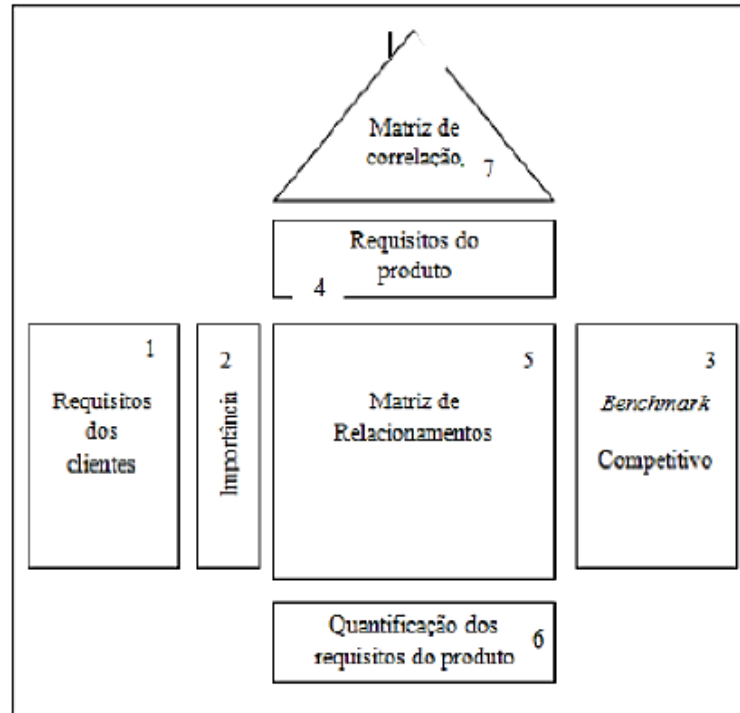 Matriz de
correlação,
7
Requisitos do
produto
4
1
Requisitos
dos
clientes
2
Importância
5
Matriz de
Relacionamentos
3
Benchmark
Competitivo
Quantificação dos
requisitos do produto
6